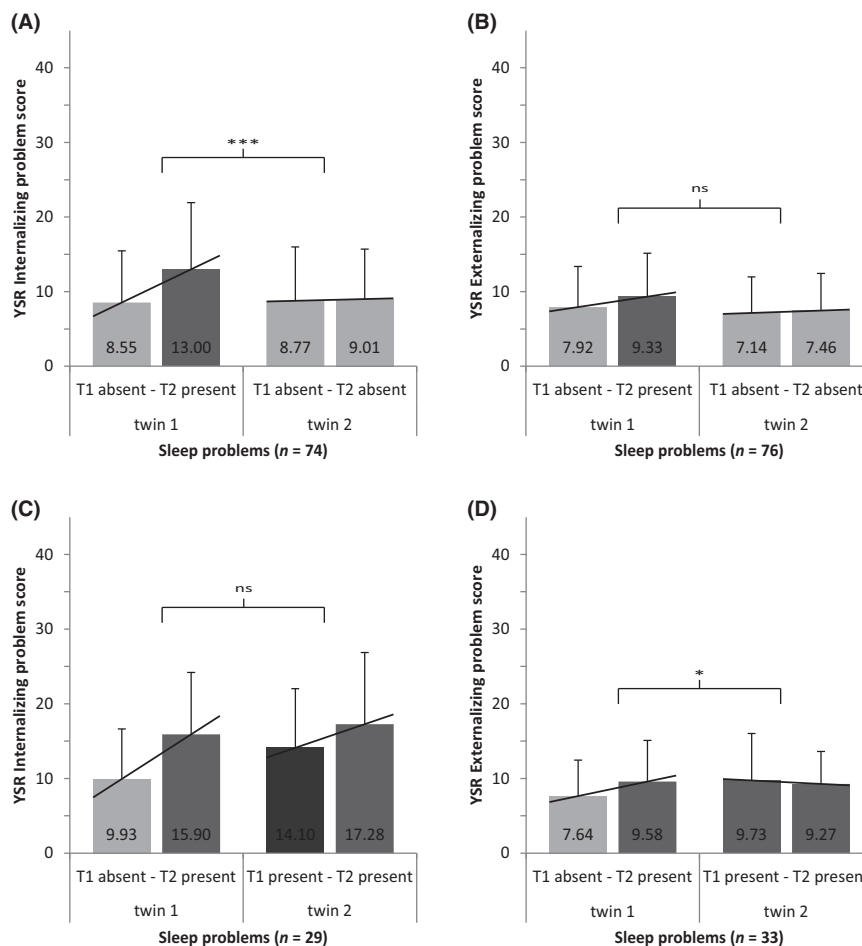 (A)
YSR Internalizing problem score
40
30
20
10
0
***
8.55 13.00 8.77 9.01
T1 absent - T2 present T1 absent - T2 absent
twin 1 twin 2
Sleep problems (n = 74)
(B)
YSR Externalizing problem score
40
30
20
10
0
ns
7.92 9.33 7.14 7.46
T1 absent - T2 present T1 absent - T2 absent
twin 1 twin 2
Sleep problems (n = 76)
(C)
YSR Internalizing problem score
40
30
20
10
0
ns
9.93 15.90 14.10 17.28
T1 absent - T2 present T1 present - T2 present
twin 1 twin 2
Sleep problems (n = 29)
(D)
YSR Externalizing problem score
40
30
20
10
0
*
7.64 9.58 9.73 9.27
T1 absent - T2 present T1 present - T2 presen
twin 1 twin 2
Sleep problems (n = 33)